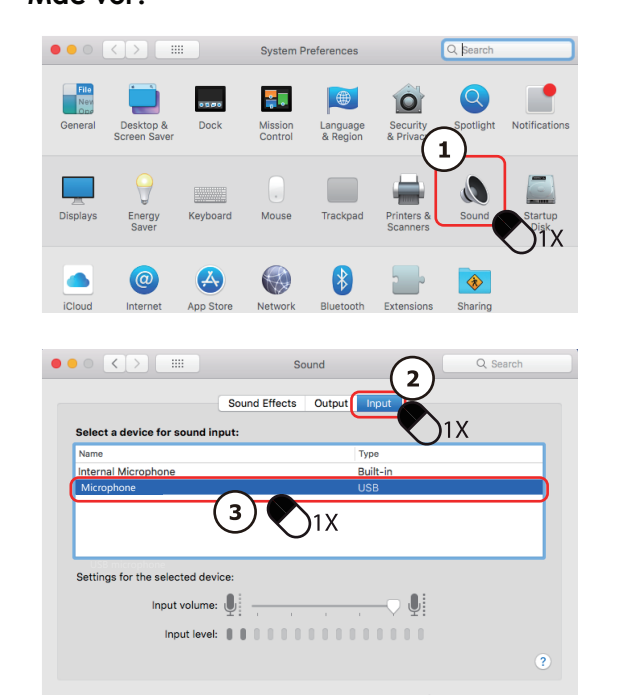 System Preferences
Search
File
New
General
Desktop &
Screen Saver
Dock
Mission
Control
Language
& Region
Security
& Privacy
Spotlight
Notifications
1
Displays
Energy
Saver
Keyboard
Mouse
Trackpad
Printers &
Scanners
Sound
Startup
Disk
1X
iCloud
Internet
App Store
Network
Bluetooth
Extensions
Sharing
Sound
Search
2
Sound Effects Output Input
1X
Select a device for sound input:
Name Type
Internal Microphone Built-in
Microphone USB
3
1X
Settings for the selected device:
Input volume:
Input level:
?